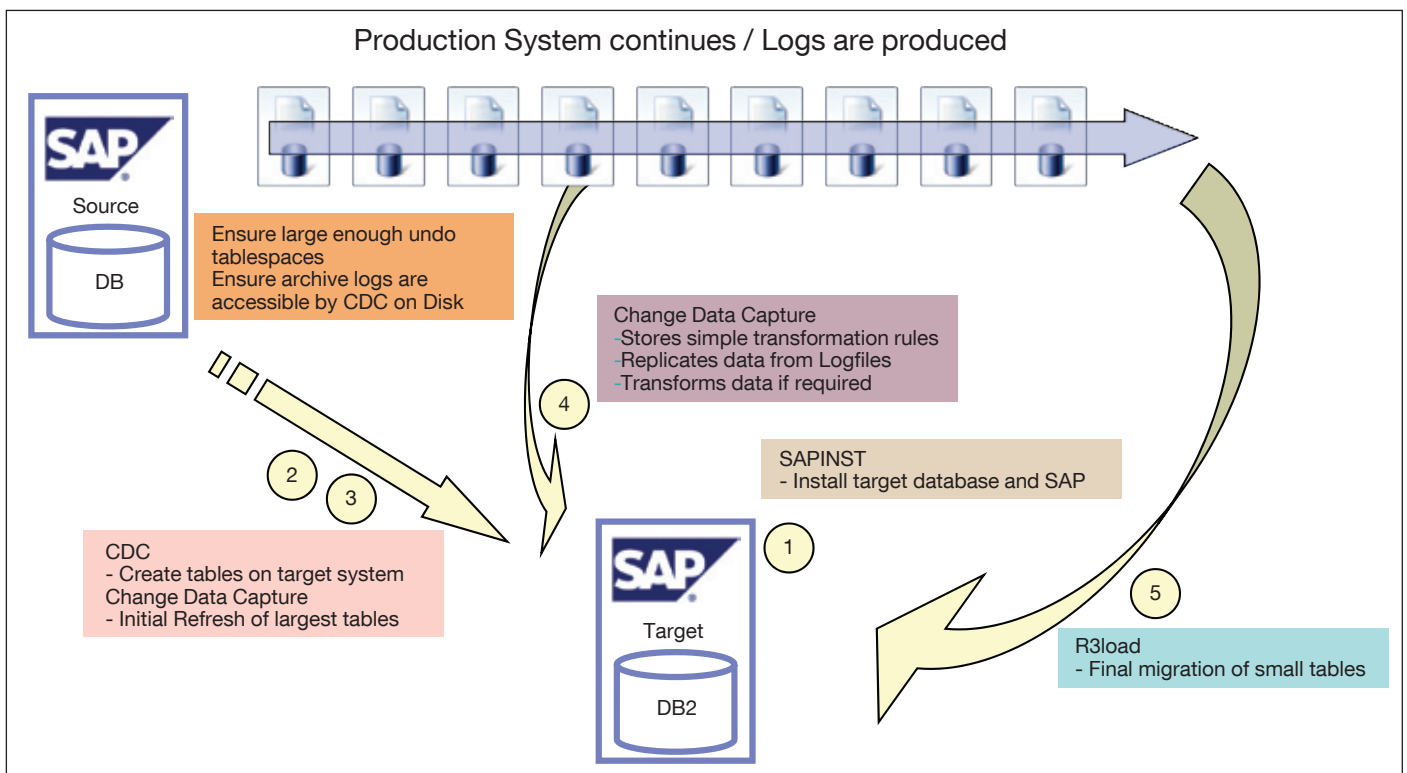 Production System continues / Logs are produced
SAP
®
Source
DB
Ensure large enough undo
tablespaces
Ensure archive logs are
accessible by CDC on Disk
Change Data Capture
-Stores simple transformation rules
-Replicates data from Logfiles
-Transforms data if required
4
2
3
SAPINST
- Install target database and SAP
CDC
- Create tables on target system
Change Data Capture
- Initial Refresh of largest tables
1
SAP
®
Target
DB2
5
R3load
- Final migration of small tables